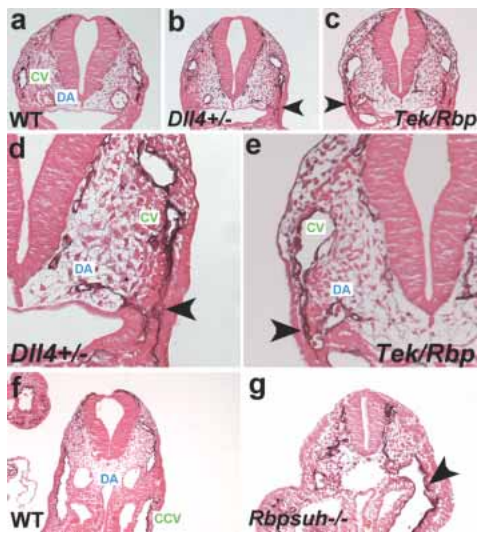 a
b
c
CV
DA
WT
Dll4+/-
Tek/Rbp
d
e
CV
DA
Dll4+/-
CV
DA
Tek/Rbp
f
g
DA
WT
CCV
Rbpsuh-/-